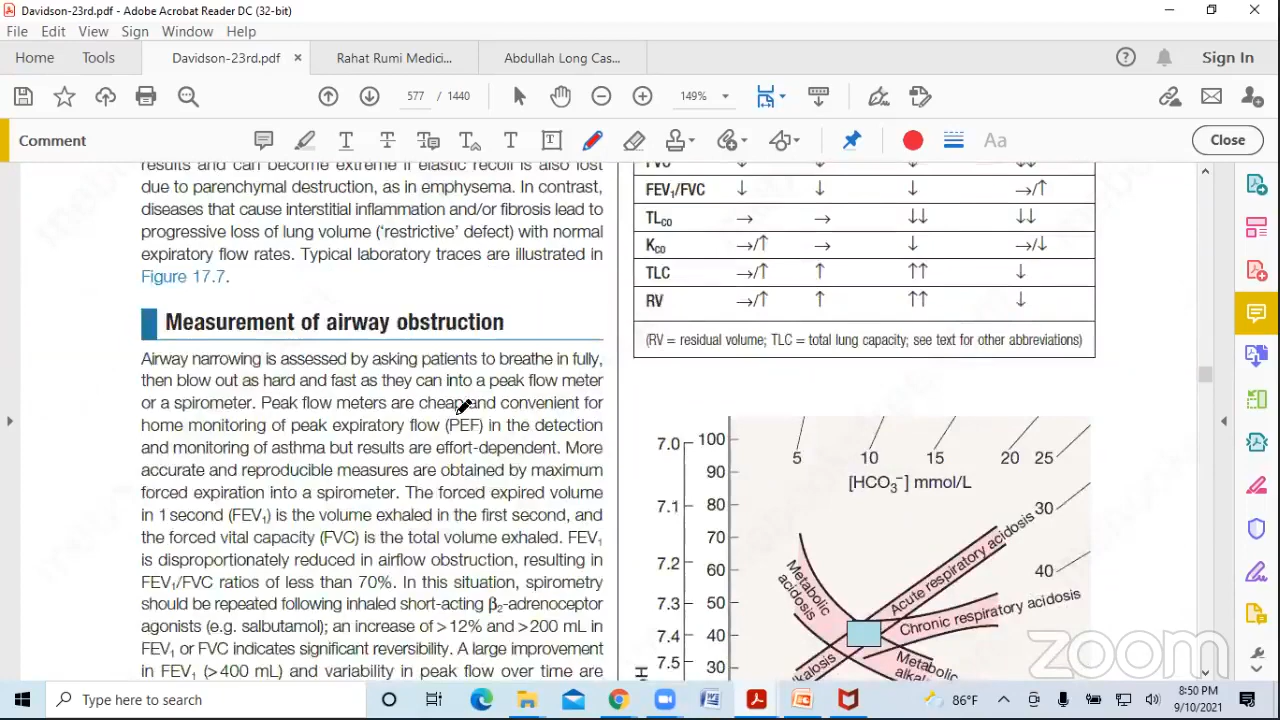 Davidson-23rd.pdf - Adobe Acrobat Reader DC (32-bit)
File Edit View Sign Window Help
Home Tools Davidson-23rd.pdf × Rahat Rumi Medici... Abdullah Long Cas... Sign In
577 / 1440 149%
Comment Aa Close
results and can become extreme if elastic recoil is also lost
due to parenchymal destruction, as in emphysema. In contrast,
diseases that cause interstitial inflammation and/or fibrosis lead to
progressive loss of lung volume (‘restrictive’ defect) with normal
expiratory flow rates. Typical laboratory traces are illustrated in
Figure 17.7.
Measurement of airway obstruction
Airway narrowing is assessed by asking patients to breathe in fully,
then blow out as hard and fast as they can into a peak flow meter
or a spirometer. Peak flow meters are cheap and convenient for
home monitoring of peak expiratory flow (PEF) in the detection
and monitoring of asthma but results are effort-dependent. More
accurate and reproducible measures are obtained by maximum
forced expiration into a spirometer. The forced expired volume
in 1 second (FEV1) is the volume exhaled in the first second, and
the forced vital capacity (FVC) is the total volume exhaled. FEV1
is disproportionately reduced in airflow obstruction, resulting in
FEV1/FVC ratios of less than 70%. In this situation, spirometry
should be repeated following inhaled short-acting β2-adrenoceptor
agonists (e.g. salbutamol); an increase of >12% and >200 mL in
FEV1 or FVC indicates significant reversibility. A large improvement
in FEV1 (>400 mL) and variability in peak flow over time are
FVC ↓ ↓ ↓ ↓↓
FEV1/FVC ↓ ↓ ↓ →/↑
TLCO → → ↓↓ ↓↓
KCO →/↑ → ↓ →/↓
TLC →/↑ ↑ ↑↑ ↓
RV →/↑ ↑ ↑↑ ↓
(RV = residual volume; TLC = total lung capacity; see text for other abbreviations)
7.0 100
5 10 15 20 25
90
[HCO3−] mmol/L
7.1 80
30
70
7.2 60
40
7.3 50
7.4 40
7.5 30
H
Metabolic
acidosis
Acute respiratory acidosis
Chronic respiratory acidosis
Metabolic
alka
alkalosis
zoom
Type here to search
86°F
8:50 PM
9/10/2021